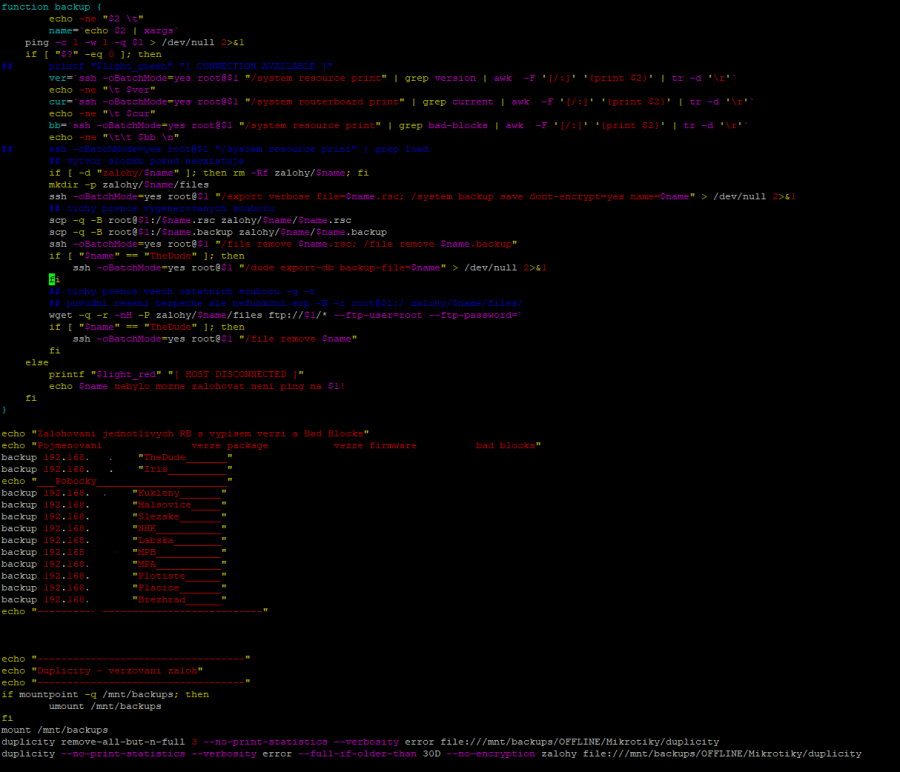 function backup {
echo -ne "$2 \t"
name=`echo $2 | xargs`
ping -c 1 -w 1 -q $1 > /dev/null 2>&1
if [ "$?" -eq 0 ]; then
## printf "$light_green" "[ CONNECTION AVAILABLE ]"
ver=`ssh -oBatchMode=yes root@$1 "/system resource print" | grep version | awk -F '[/:]' '{print $2}' | tr -d '\r'`
echo -ne "\t $ver"
cur=`ssh -oBatchMode=yes root@$1 "/system routerboard print" | grep current | awk -F '[/:]' '{print $2}' | tr -d '\r'`
echo -ne "\t $cur"
bb=`ssh -oBatchMode=yes root@$1 "/system resource print" | grep bad-blocks | awk -F '[/:]' '{print $2}' | tr -d '\r'`
echo -ne "\t\t $bb \n"
## ssh -oBatchMode=yes root@$1 "/system resource print" | grep load
## vytvor slozku pokud neexistuje
if [ -d "zalohy/$name" ]; then rm -Rf zalohy/$name; fi
mkdir -p zalohy/$name/files
ssh -oBatchMode=yes root@$1 "/export verbose file=$name.rsc; /system backup save dont-encrypt=yes name=$name" > /dev/null 2>&1
## tichy prenos vygenerovanych souboru
scp -q -B root@$1:/$name.rsc zalohy/$name/$name.rsc
scp -q -B root@$1:/$name.backup zalohy/$name/$name.backup
ssh -oBatchMode=yes root@$1 "/file remove $name.rsc; /file remove $name.backup"
if [ "$name" == "TheDude" ]; then
ssh -oBatchMode=yes root@$1 "/dude export-db backup-file=$name" > /dev/null 2>&1
fi
## tichy prenos vsech ostatnich souboru -q -r
## puvodni reseni bezpecne ale nefunkcni scp -B -r root@$1:/ zalohy/$name/files/
wget -q -r -nH -P zalohy/$name/files ftp://$1/* --ftp-user=root --ftp-password=`
if [ "$name" == "TheDude" ]; then
ssh -oBatchMode=yes root@$1 "/file remove $name"
fi
else
printf "$light_red" "[ HOST DISCONNECTED ]"
echo $name nebylo mozne zalohovat neni ping na $1!
fi
}
echo "Zalohovani jednotlivych RB s vypisem verzi a Bad Blocks"
echo "Pojmenovani verze package verze firmware bad blocks"
backup 192.168. . "TheDude_______"
backup 192.168. . "Iris__________"
echo "___Pobocky______________________"
backup 192.168. . "Kukleny_______"
backup 192.168. "Malsovice_____"
backup 192.168. "Slezske_______"
backup 192.168. "NHK___________"
backup 192.168. "Labska________"
backup 192.168 "MPB___________"
backup 192.168. "MPA___________"
backup 192.168. "Plotiste______"
backup 192.168. "Placice_______"
backup 192.168. "Brezhrad______"
echo "---------- ---------------------------"
echo "-----------------------------------"
echo "Duplicity - verzovani zaloh"
echo "-----------------------------------"
if mountpoint -q /mnt/backups; then
umount /mnt/backups
fi
mount /mnt/backups
duplicity remove-all-but-n-full 3 --no-print-statistics --verbosity error file:///mnt/backups/OFFLINE/Mikrotiky/duplicity
duplicity --no-print-statistics --verbosity error --full-if-older-than 30D --no-encryption zalohy file:///mnt/backups/OFFLINE/Mikrotiky/duplicity